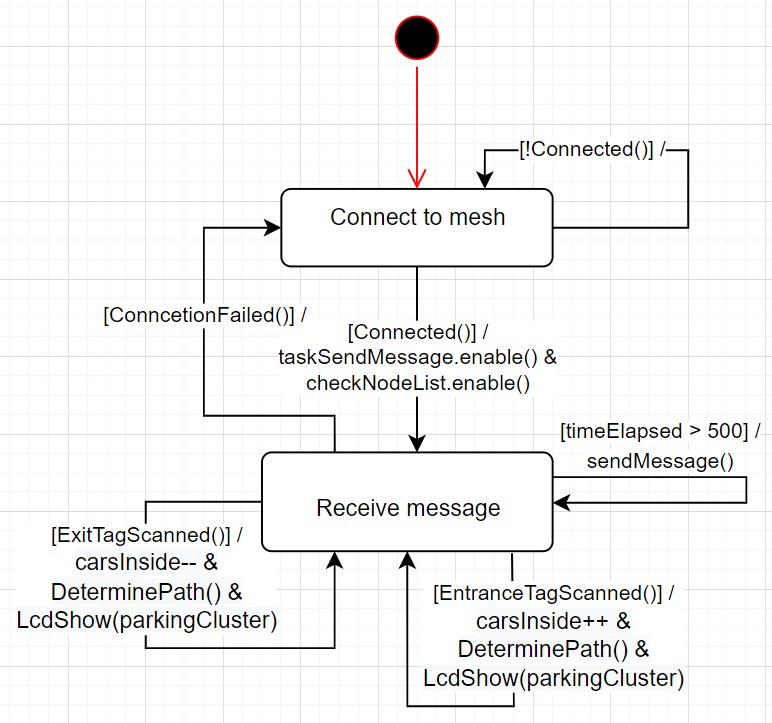 [!Connected()] /
Connect to mesh
[ConncetionFailed()] /
[Connected()] /
taskSendMessage.enable() &
checkNodeList.enable()
[timeElapsed > 500] /
sendMessage()
Receive message
[ExitTagScanned()] /
carsInside-- &
DeterminePath() &
LcdShow(parkingCluster)
[EntranceTagScanned()] /
carsInside++ &
DeterminePath() &
LcdShow(parkingCluster)